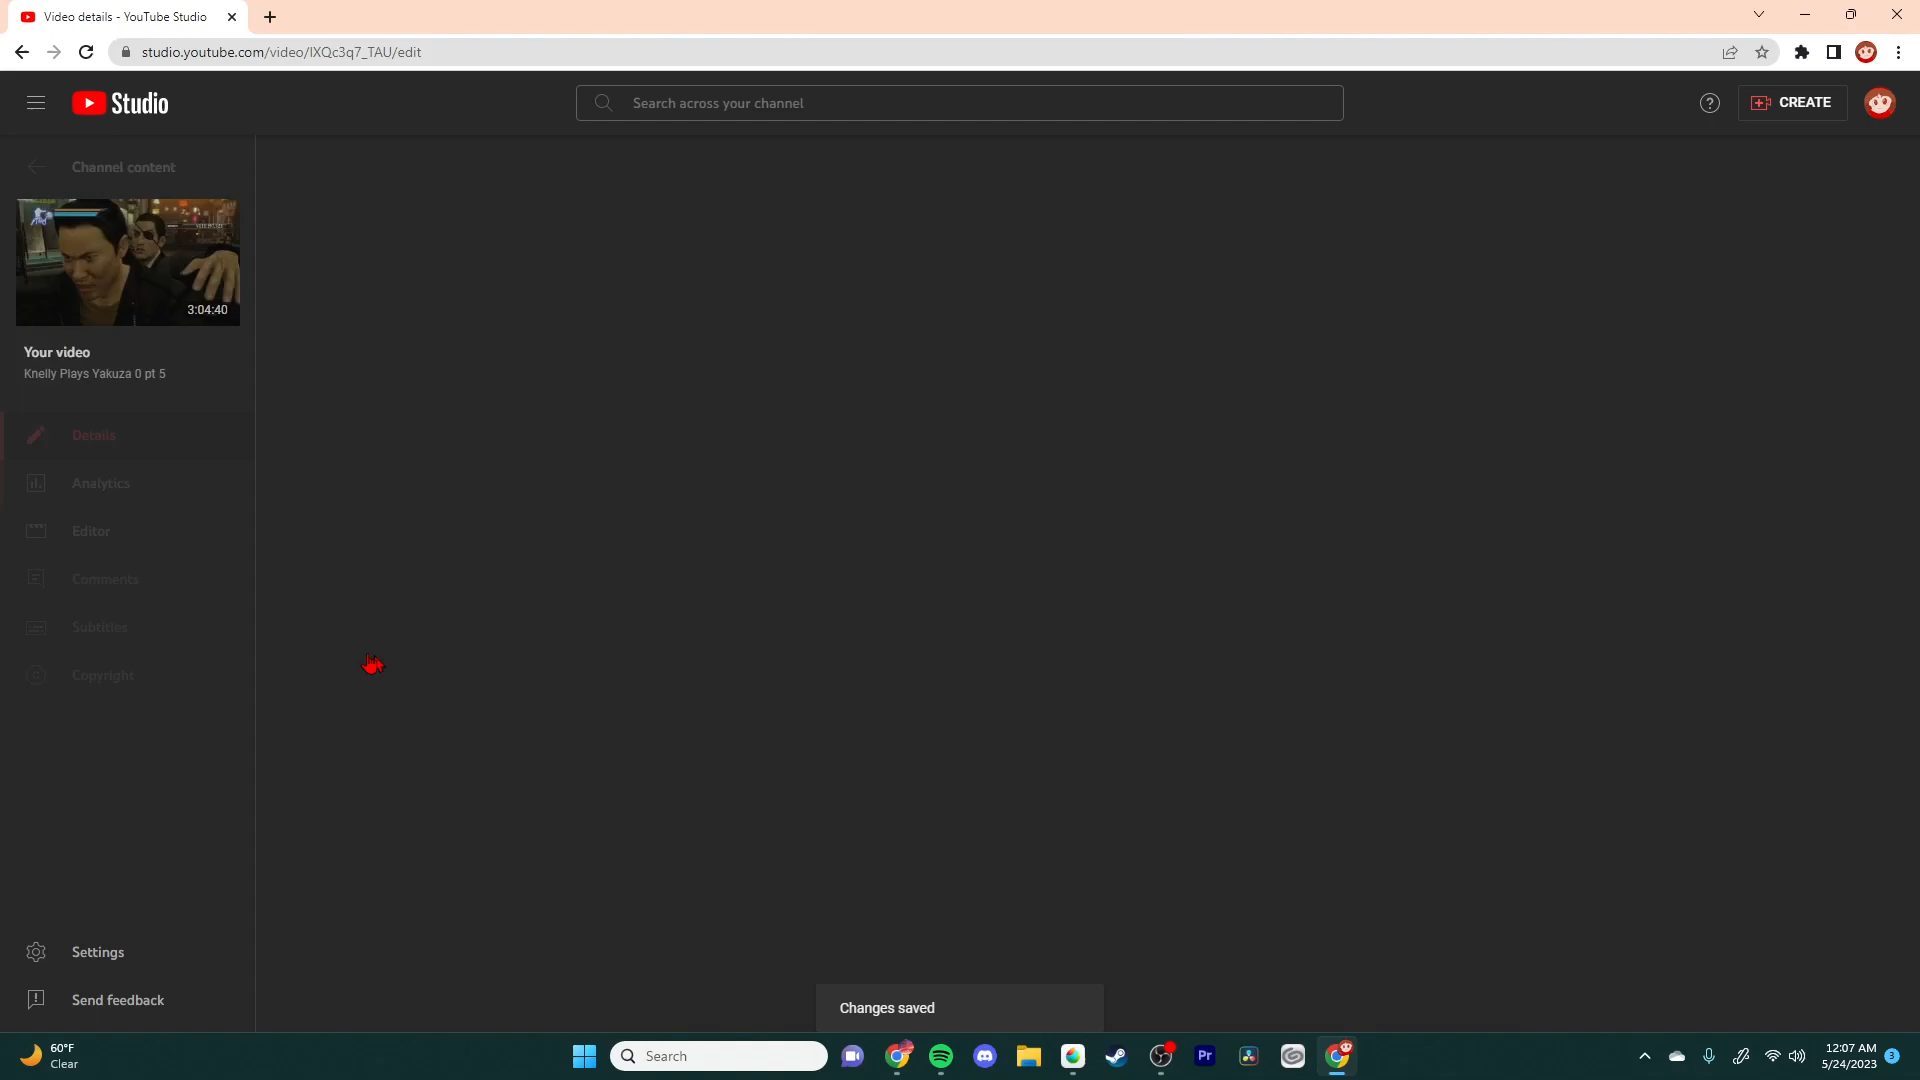 Video details - YouTube Studio
studio.youtube.com/video/IXQc3q7_TAU/edit
Studio
Search across your channel
CREATE
Channel content
3:04:40
Your video
Knelly Plays Yakuza 0 pt 5
Details
Analytics
Editor
Comments
Subtitles
Copyright
Settings
Send feedback
Changes saved
60°F
Clear
Search
Pr
12:07 AM
5/24/2023
3